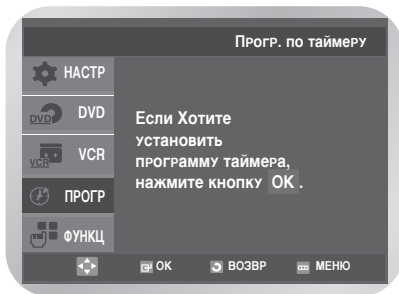 Прогр. по таймеру
НАСТР
DVD DVD
Если Хотите
VCR VCR
установить
программу таймера,
нажмите кнопку OK .
ПРОГР
ФУНКЦ
OK ВОЗВР МЕНЮ